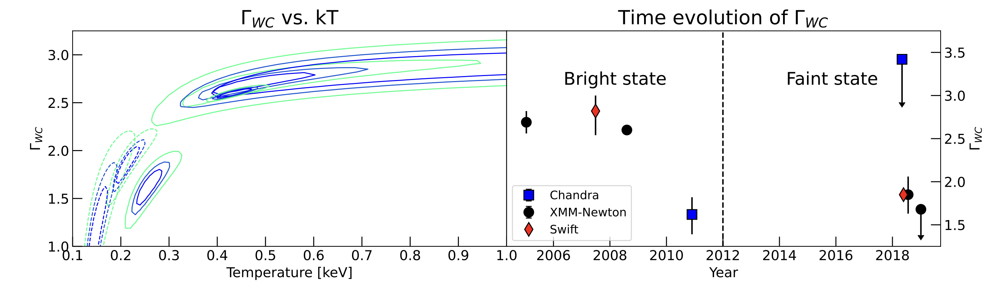 Γ_WC vs. kT
Time evolution of Γ_WC
3.0
2.5
2.0
1.5
1.0
Γ_WC
0.1 0.2 0.3 0.4 0.5 0.6 0.7 0.8 0.9 1.0
Temperature [keV]
Bright state
Faint state
Chandra
XMM-Newton
Swift
2006 2008 2010 2012 2014 2016 2018
Year
3.5
3.0
2.5
2.0
1.5
Γ_WC